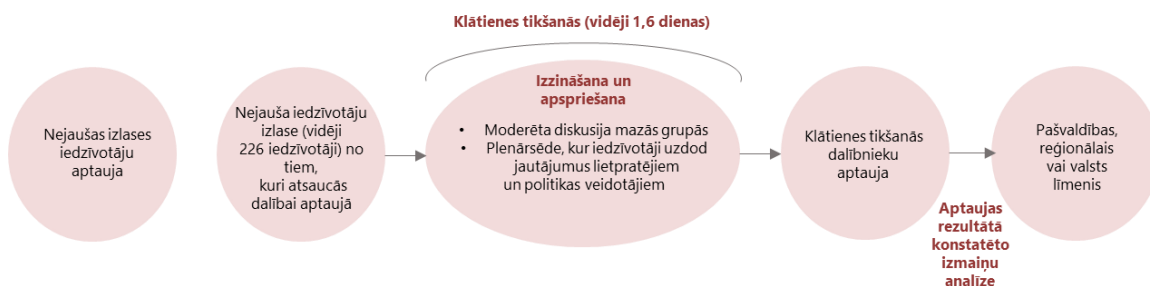 Klātienes tikšanās (vidēji 1,6 dienas)
Nejaušas izlases
iedzīvotāju
aptauja
Nejauša iedzīvotāju
izlase (vidēji
226 iedzīvotāji) no
tiem,
kuri atsaucās
dalībai aptaujā
Izzināšana un
apspriešana
• Moderēta diskusija mazās grupās
• Plenārsēde, kur iedzīvotāji uzdod
jautājumus lietpratējiem
un politikas veidotājiem
Klātienes tikšanās
dalībnieku
aptauja
Aptaujas
rezultātā
konstatēto
izmaiņu
analīze
Pašvaldības,
reģionālais
vai valsts
līmenis